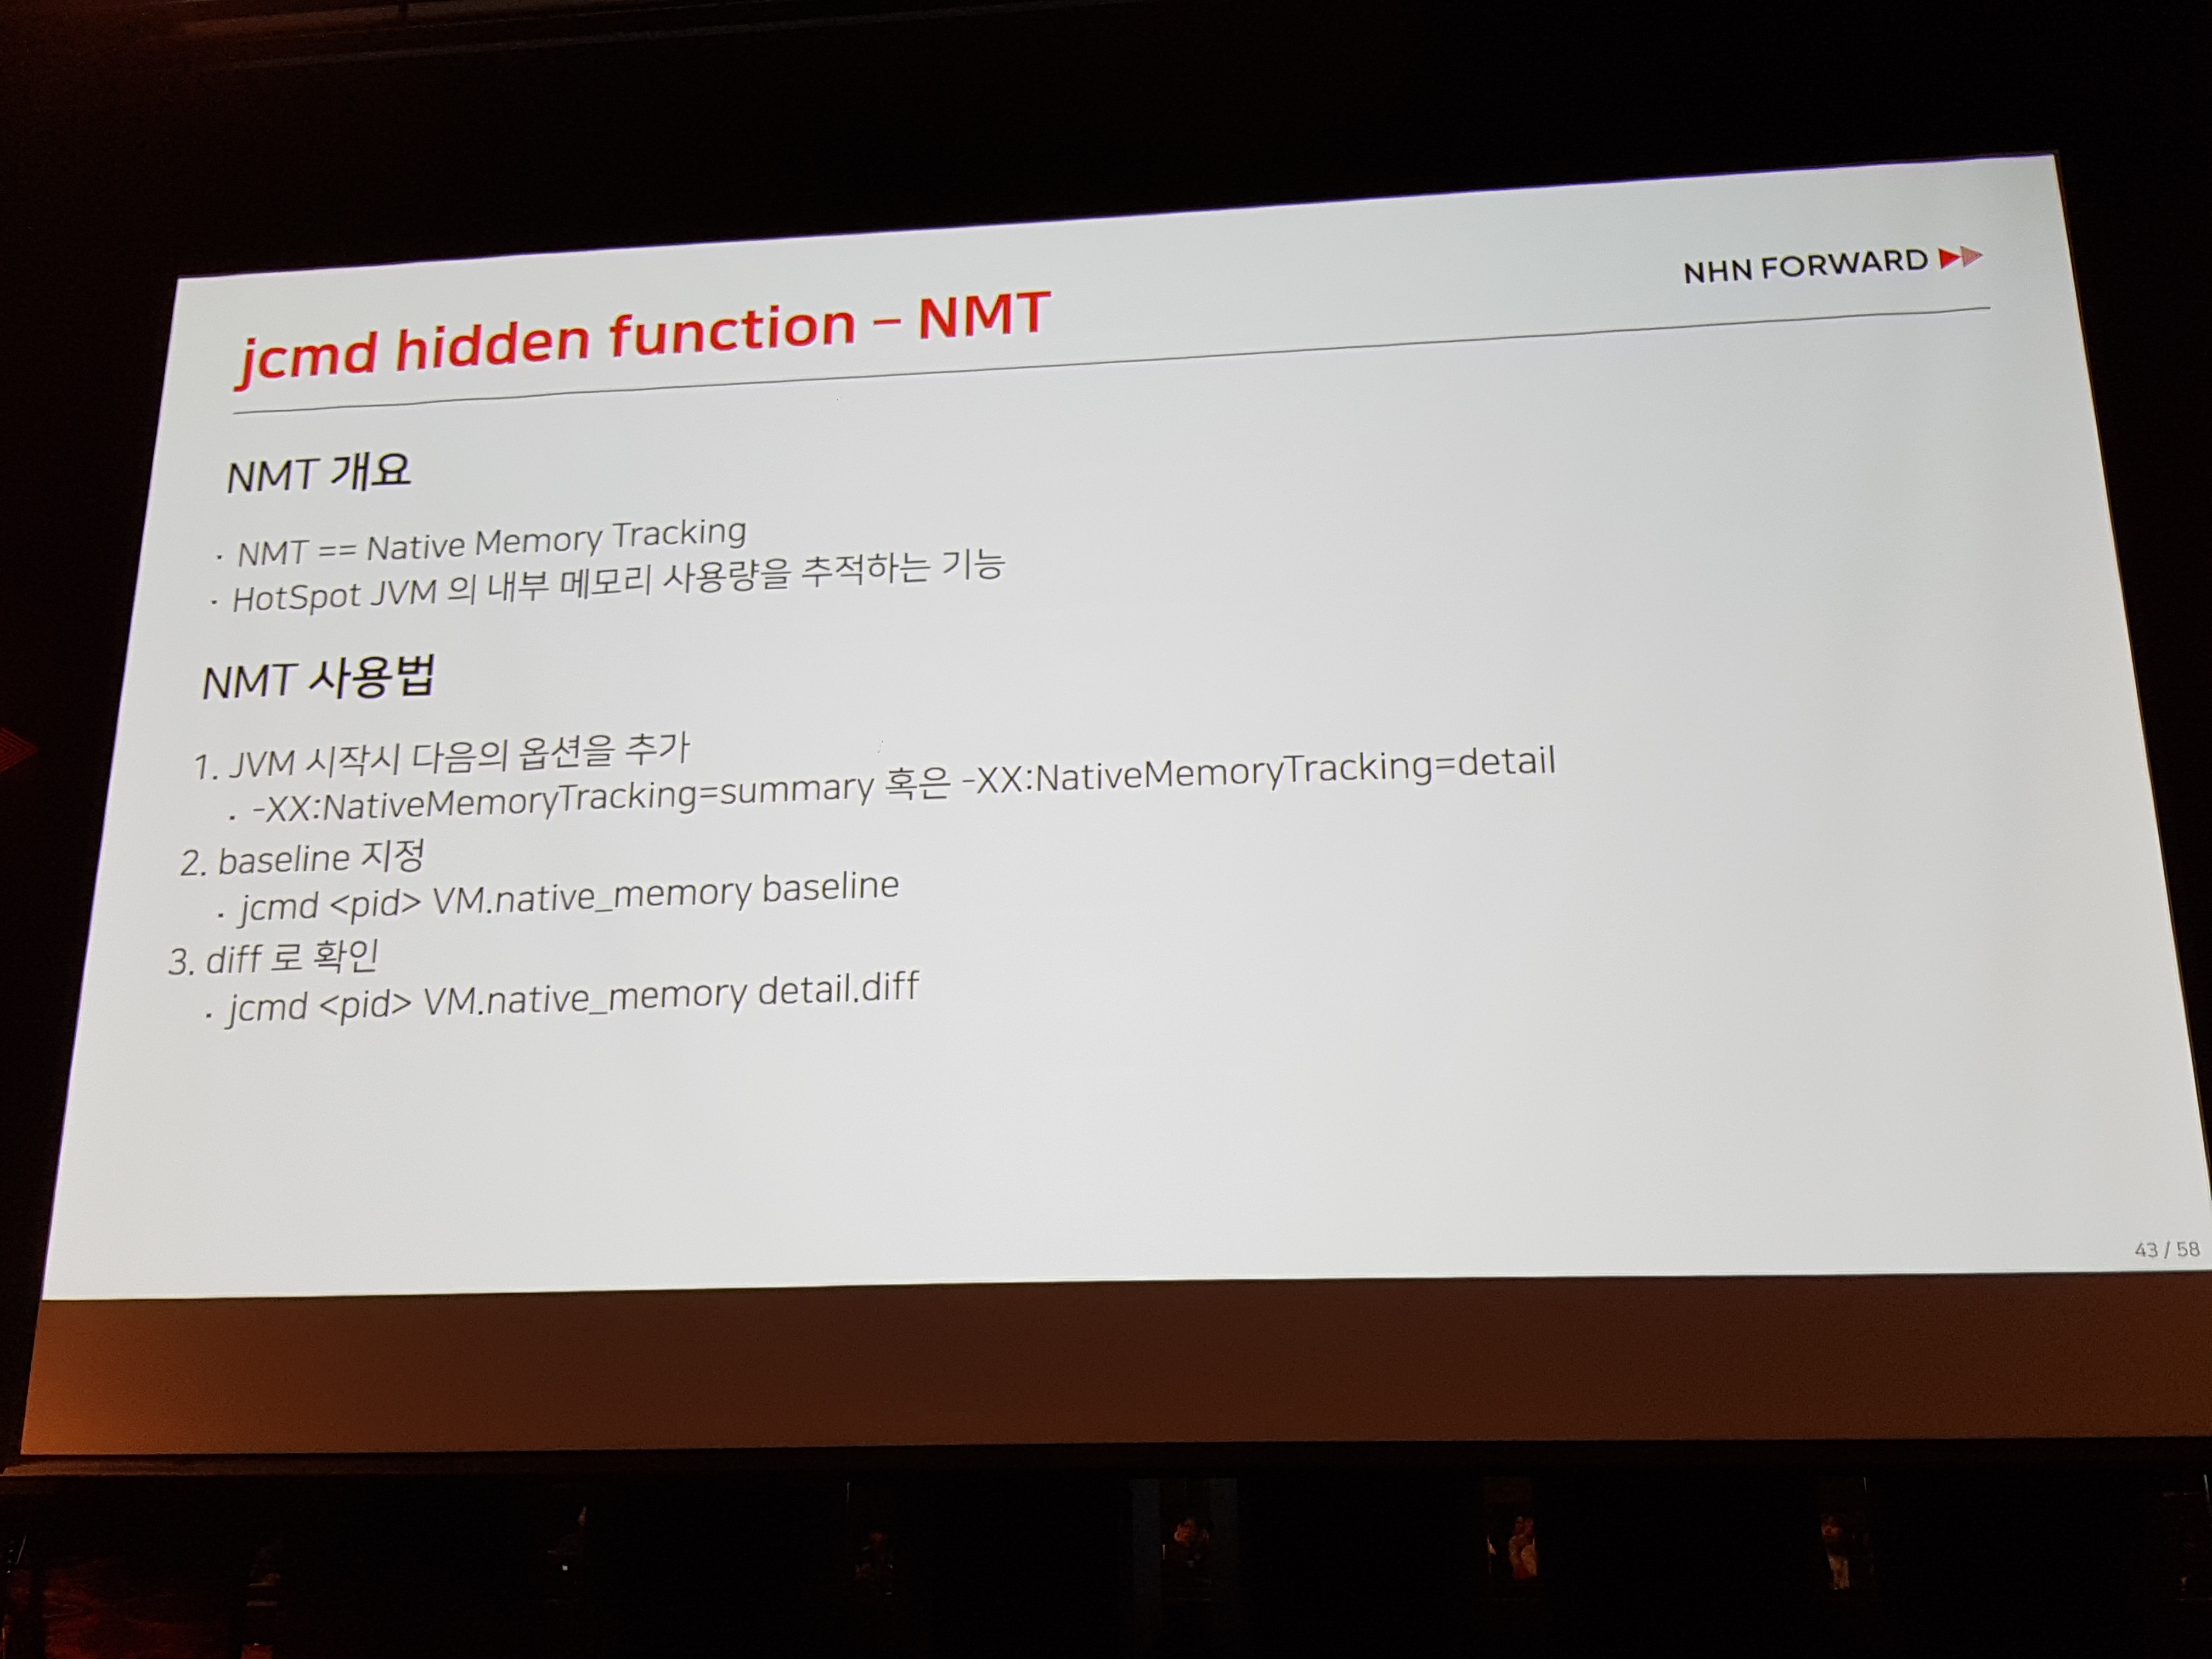 NHN FORWARD
jcmd hidden function – NMT
NMT 개요
· NMT == Native Memory Tracking
· HotSpot JVM 의 내부 메모리 사용량을 추적하는 기능
NMT 사용법
1. JVM 시작시 다음의 옵션을 추가
· -XX:NativeMemoryTracking=summary 혹은 -XX:NativeMemoryTracking=detail
2. baseline 지정
· jcmd <pid> VM.native_memory baseline
3. diff 로 확인
· jcmd <pid> VM.native_memory detail.diff
43 / 58